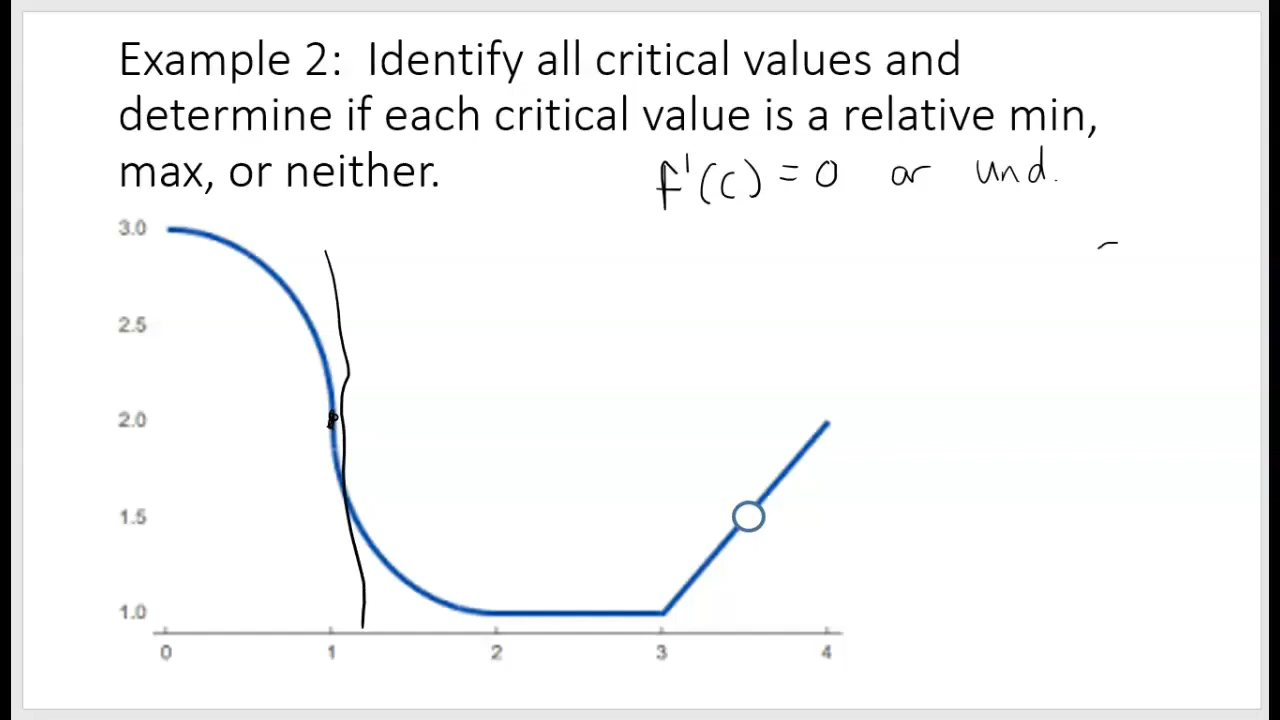 Example 2: Identify all critical values and
determine if each critical value is a relative min,
max, or neither.
f'(c) = 0 or und.
3.0
2.5
2.0
1.5
1.0
0 1 2 3 4